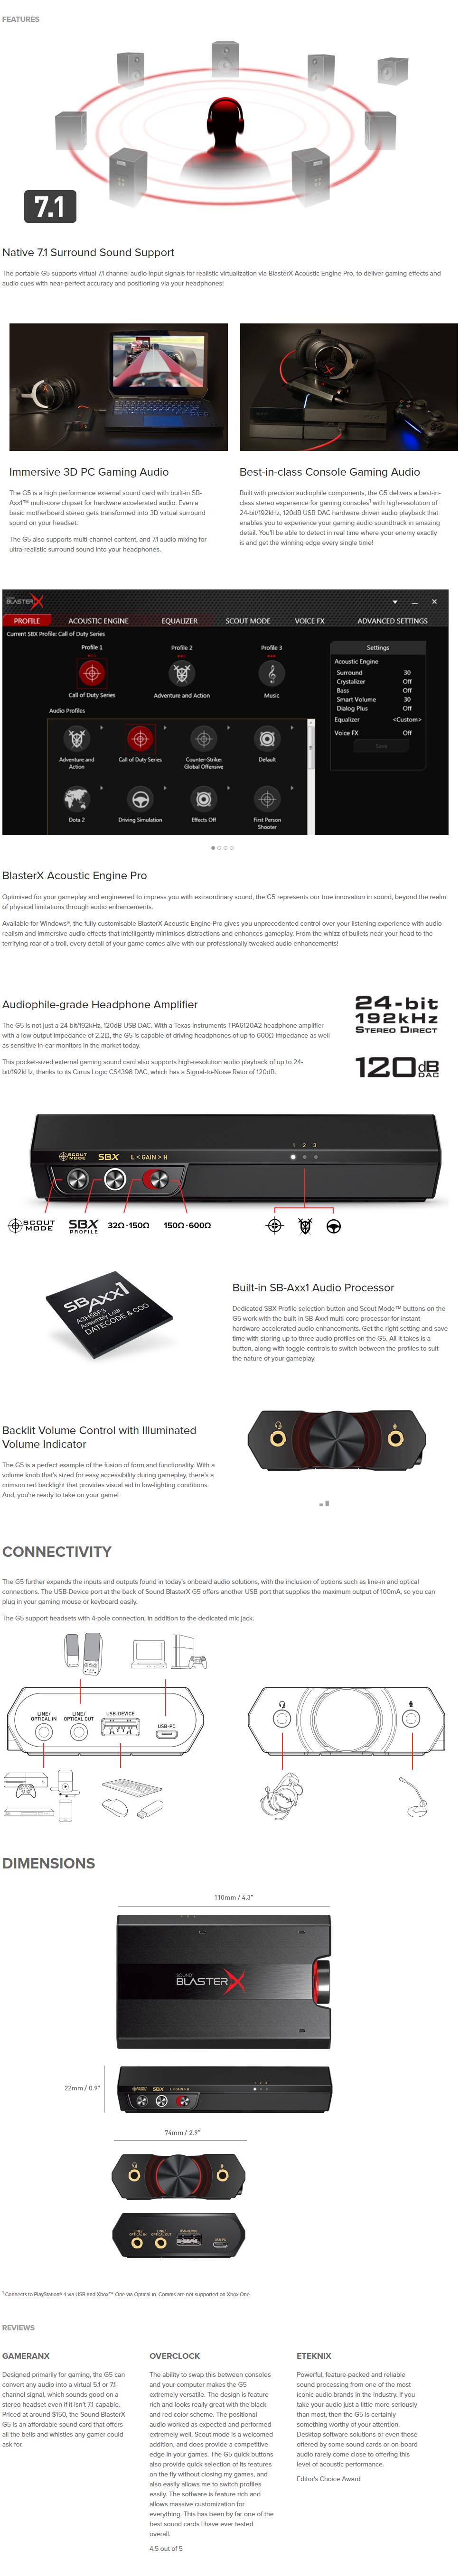 FEATURES
7.1
Native 7.1 Surround Sound Support
The portable G5 supports virtual 7.1 channel audio input signals for realistic virtualization via BlasterX Acoustic Engine Pro, to deliver gaming effects and
audio cues with near-perfect accuracy and positioning via your headphones!
Immersive 3D PC Gaming Audio
The G5 is a high performance external sound card with built-in SB-
Axx1™ multi-core chipset for hardware accelerated audio. Even a
basic motherboard stereo gets transformed into 3D virtual surround
sound on your headset.
The G5 also supports multi-channel content, and 7.1 audio mixing for
ultra-realistic surround sound into your headphones.
Best-in-class Console Gaming Audio
Built with precision audiophile components, the G5 delivers a best-in-
class stereo experience for gaming consoles1 with high-resolution of
24-bit/192kHz, 120dB USB DAC hardware driven audio playback that
enables you to experience your gaming audio soundtrack in amazing
detail. You'll be able to detect in real time where your enemy exactly
is and get the winning edge every single time!
BLASTERX
PROFILE ACOUSTIC ENGINE EQUALIZER SCOUT MODE VOICE FX ADVANCED SETTINGS
Current SBX Profile: Call of Duty Series
Profile 1 Profile 2 Profile 3
Call of Duty Series Adventure and Action Music
Audio Profiles
Adventure and
Action
Call of Duty Series
Counter-Strike:
Global Offensive
Default
Dota 2
Driving Simulation
Effects Off
First Person
Shooter
Settings
Acoustic Engine
Surround 30
Crystalizer Off
Bass Off
Smart Volume 30
Dialog Plus Off
Equalizer <Custom>
Voice FX Off
Save
BlasterX Acoustic Engine Pro
Optimised for your gameplay and engineered to impress you with extraordinary sound, the G5 represents our true innovation in sound, beyond the realm
of physical limitations through audio enhancements.
Available for Windows®, the fully customisable BlasterX Acoustic Engine Pro gives you unprecedented control over your listening experience with audio
realism and immersive audio effects that intelligently minimises distractions and enhances gameplay. From the whizz of bullets near your head to the
terrifying roar of a troll, every detail of your game comes alive with our professionally tweaked audio enhancements!
Audiophile-grade Headphone Amplifier
The G5 is not just a 24-bit/192kHz, 120dB USB DAC. With a Texas Instruments TPA6120A2 headphone amplifier
with a low output impedance of 2.2Ω, the G5 is capable of driving headphones of up to 600Ω impedance as well
as sensitive in-ear monitors in the market today.
This pocket-sized external gaming sound card also supports high-resolution audio playback of up to 24-
bit/192kHz, thanks to its Cirrus Logic CS4398 DAC, which has a Signal-to-Noise Ratio of 120dB.
24-bit
192kHz
STEREO DIRECT
120dB
DAC
SCOUT MODE SBX L < GAIN > H
1 2 3
SCOUT MODE
SBX PROFILE
32Ω-150Ω
150Ω-600Ω
SBAXX1
A3H56F3
Assembly Lo#
DATECODE & COO
Built-in SB-Axx1 Audio Processor
Dedicated SBX Profile selection button and Scout Mode™ buttons on the
G5 work with the built-in SB-Axx1 multi-core processor for instant
hardware accelerated audio enhancements. Get the right setting and save
time with storing up to three audio profiles on the G5. All it takes is a
button, along with toggle controls to switch between the profiles to suit
the nature of your gameplay.
Backlit Volume Control with Illuminated
Volume Indicator
The G5 is a perfect example of the fusion of form and functionality. With a
volume knob that's sized for easy accessibility during gameplay, there's a
crimson red backlight that provides visual aid in low-lighting conditions.
And, you're ready to take on your game!
CONNECTIVITY
The G5 further expands the inputs and outputs found in today's onboard audio solutions, with the inclusion of options such as line-in and optical
connections. The USB-Device port at the back of Sound BlasterX G5 offers another USB port that supplies the maximum output of 100mA, so you can
plug in your gaming mouse or keyboard easily.
The G5 support headsets with 4-pole connection, in addition to the dedicated mic jack.
LINE/
OPTICAL IN
LINE/
OPTICAL OUT
USB-DEVICE
USB-PC
DIMENSIONS
110mm / 4.3"
SOUND
BLASTERX
22mm / 0.9"
SBX L < GAIN > H
1 2 3
74mm / 2.9"
LINE/
OPTICAL IN
LINE/
OPTICAL OUT
USB-DEVICE
USB-PC
1 Connects to PlayStation® 4 via USB and Xbox™ One via Optical-in. Comms are not supported on Xbox One.
REVIEWS
GAMERANX
Designed primarily for gaming, the G5 can
convert any audio into a virtual 5.1 or 7.1-
channel signal, which sounds good on a
stereo headset even if it isn't 7.1-capable.
Priced at around $150, the Sound BlasterX
G5 is an affordable sound card that offers
all the bells and whistles any gamer could
ask for.
OVERCLOCK
The ability to swap this between consoles
and your computer makes the G5
extremely versatile. The design is feature
rich and looks really great with the black
and red color scheme. The positional
audio worked as expected and performed
extremely well. Scout mode is a welcomed
addition, and does provide a competitive
edge in your games. The G5 quick buttons
also provide quick selection of its features
on the fly without closing my games, and
also easily allows me to switch profiles
easily. The software is feature rich and
allows massive customization for
everything. This has been by far one of the
best sound cards I have ever tested
overall.
4.5 out of 5
ETEKNIX
Powerful, feature-packed and reliable
sound processing from one of the most
iconic audio brands in the industry. If you
take your audio just a little more seriously
than most, then the G5 is certainly
something worthy of your attention.
Desktop software solutions or even those
offered by some sound cards or on-board
audio rarely come close to offering this
level of acoustic performance.
Editor's Choice Award